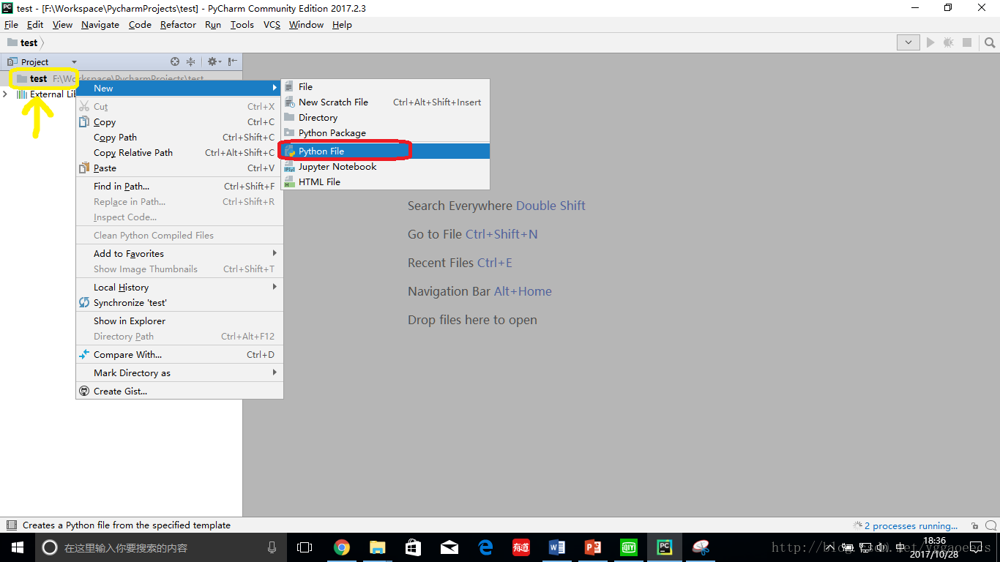 test - [F:\Workspace\PycharmProjects\test] - PyCharm Community Edition 2017.2.3
File Edit View Navigate Code Refactor Run Tools VCS Window Help
test
Project
test F:\Workspace\PycharmProjects\test
External Lib
New
Cut Ctrl+X
Copy Ctrl+C
Copy Path Ctrl+Shift+C
Copy Relative Path Ctrl+Alt+Shift+C
Paste Ctrl+V
Find in Path... Ctrl+Shift+F
Replace in Path... Ctrl+Shift+R
Inspect Code...
Clean Python Compiled Files
Add to Favorites
Show Image Thumbnails Ctrl+Shift+T
Local History
Synchronize 'test'
Show in Explorer
Directory Path Ctrl+Alt+F12
Compare With... Ctrl+D
Mark Directory as
Create Gist...
File
New Scratch File Ctrl+Alt+Shift+Insert
Directory
Python Package
Python File
Jupyter Notebook
HTML File
Search Everywhere Double Shift
Go to File Ctrl+Shift+N
Recent Files Ctrl+E
Navigation Bar Alt+Home
Drop files here to open
Creates a Python file from the specified template
2 processes running...
在这里输入你要搜索的内容
有道
QIY
中
18:36
2017/10/28